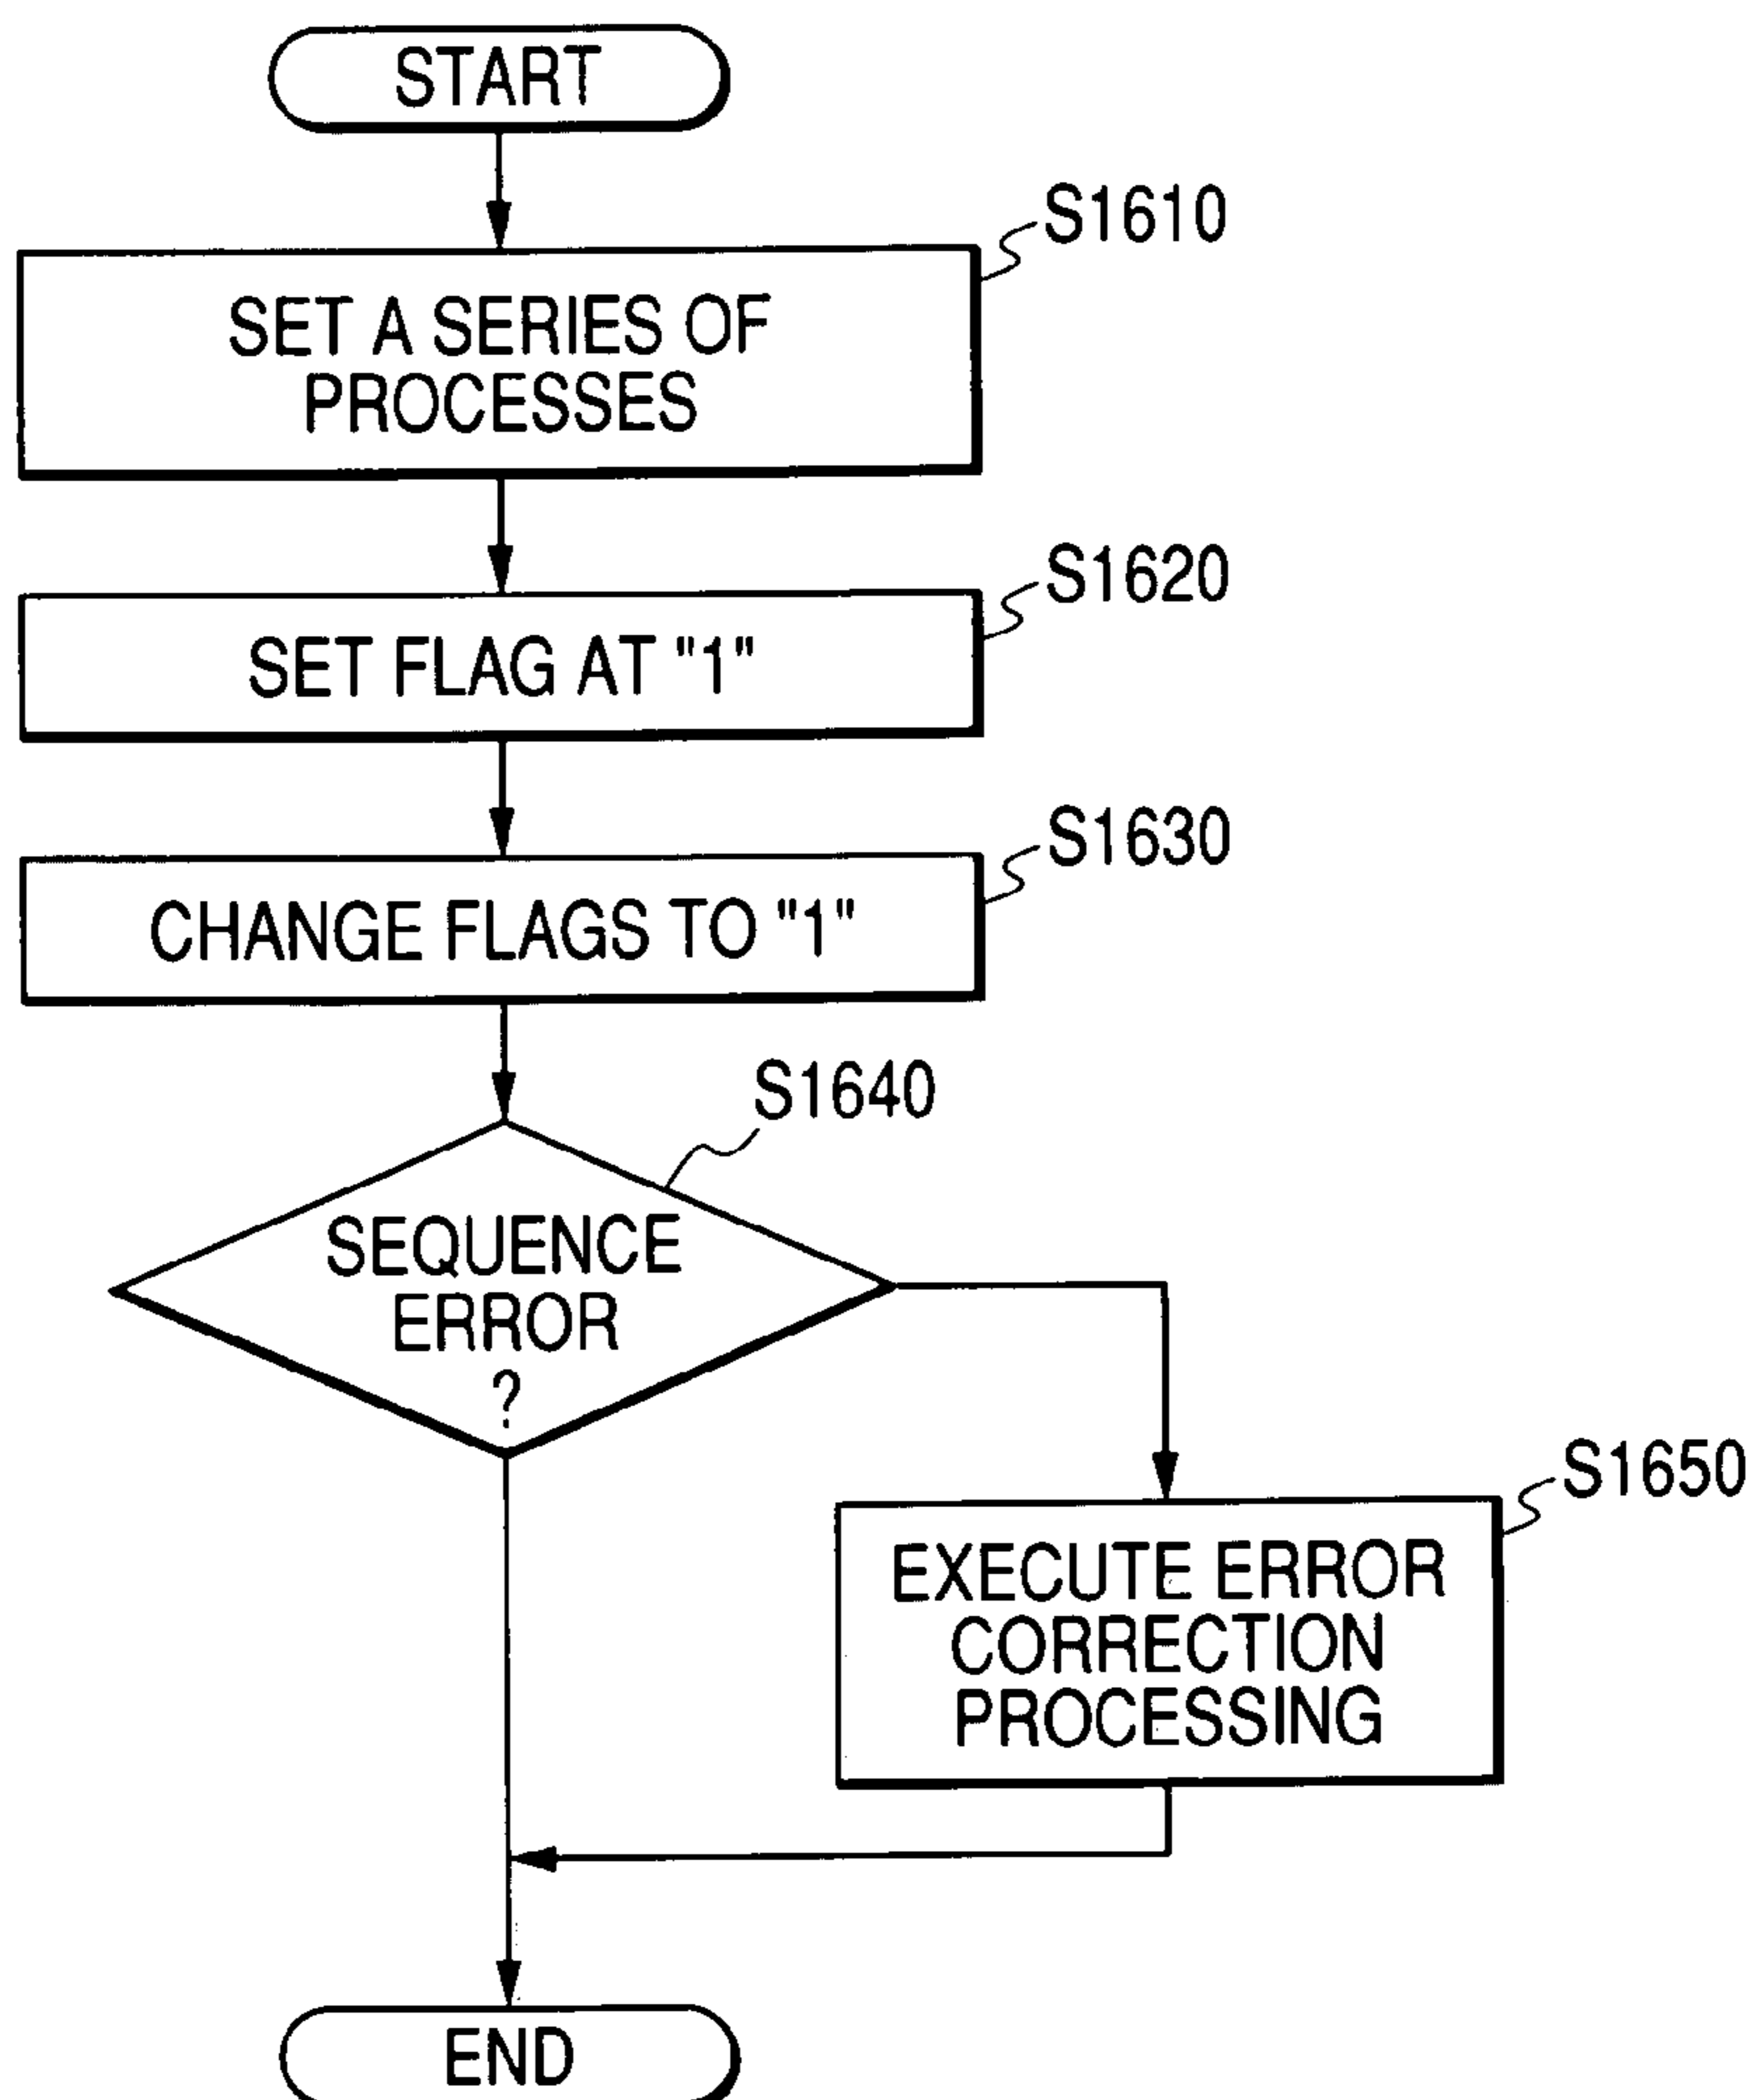 START
S1610
SET A SERIES OF
PROCESSES
S1620
SET FLAG AT "1"
S1630
CHANGE FLAGS TO "1"
S1640
SEQUENCE
ERROR
?
S1650
EXECUTE ERROR
CORRECTION
PROCESSING
END